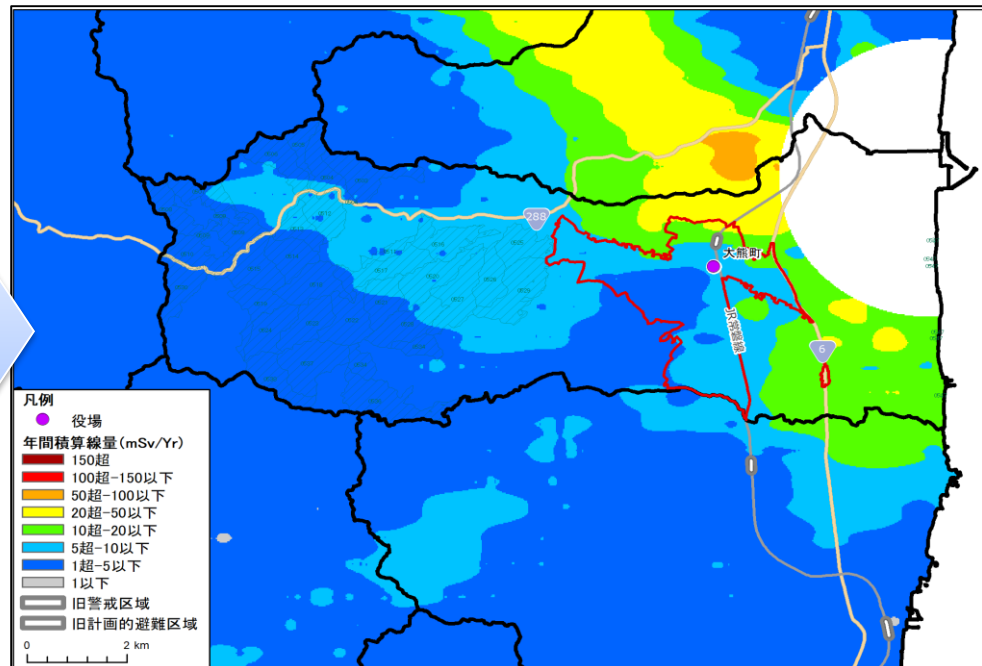 288
大熊町
JR常磐線
6
凡例
役場
年間積算線量(mSv/Yr)
150超
100超-150以下
50超-100以下
20超-50以下
10超-20以下
5超-10以下
1超-5以下
1以下
旧警戒区域
旧計画的避難区域
0 2 km